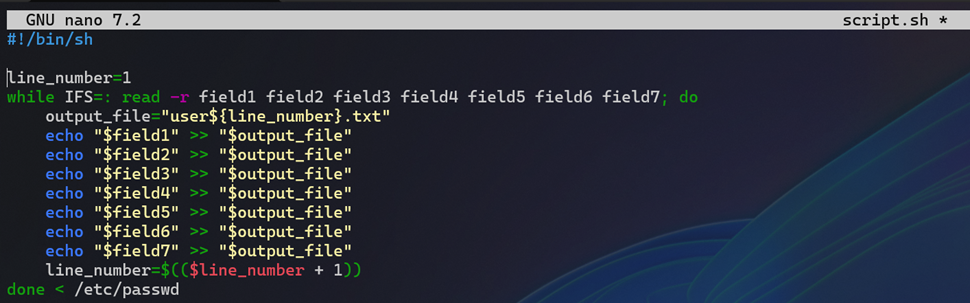 GNU nano 7.2 script.sh *
#!/bin/sh
line_number=1
while IFS=: read -r field1 field2 field3 field4 field5 field6 field7; do
    output_file="user${line_number}.txt"
    echo "$field1" >> "$output_file"
    echo "$field2" >> "$output_file"
    echo "$field3" >> "$output_file"
    echo "$field4" >> "$output_file"
    echo "$field5" >> "$output_file"
    echo "$field6" >> "$output_file"
    echo "$field7" >> "$output_file"
    line_number=$(($line_number + 1))
done < /etc/passwd